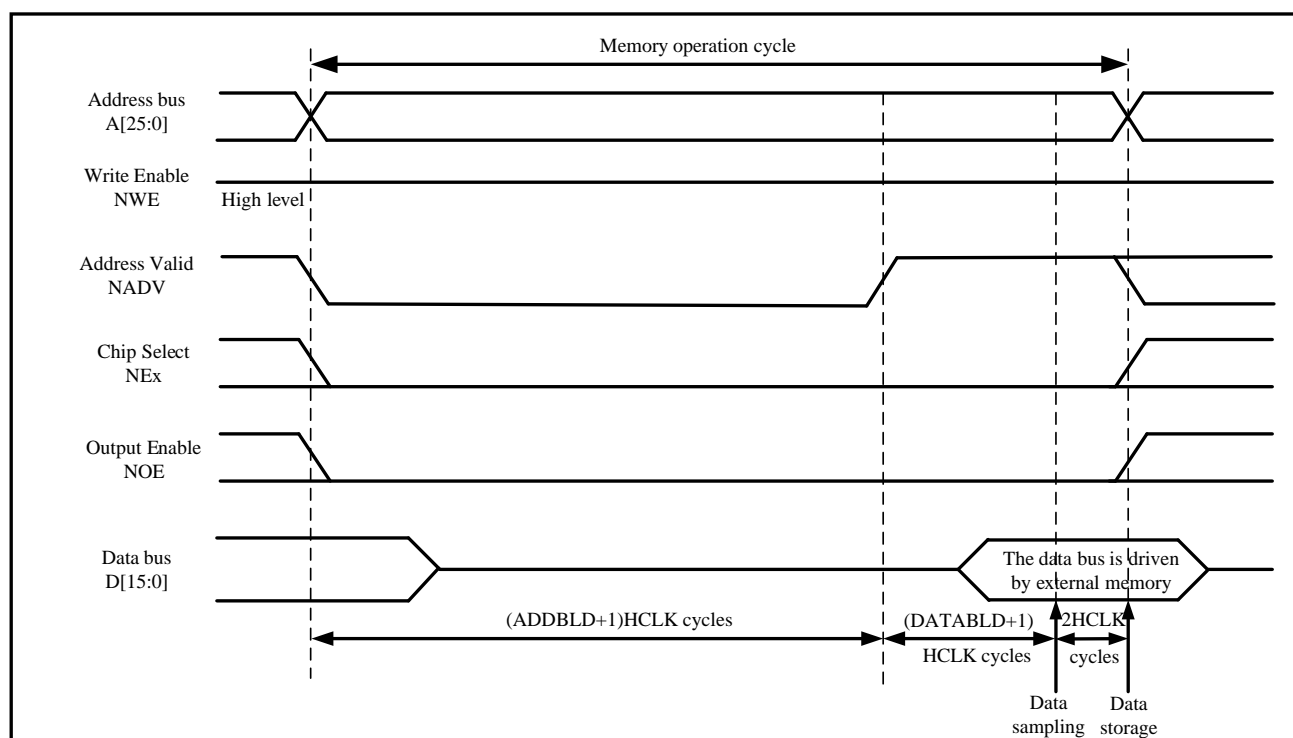 Memory operation cycle
Address bus
A[25:0]
Write Enable
NWE
High level
Address Valid
NADV
Chip Select
NEx
Output Enable
NOE
Data bus
D[15:0]
The data bus is driven
by external memory
(ADDBLD+1)HCLK cycles
(DATABLD+1)
HCLK cycles
2HCLK
cycles
Data
sampling
Data
storage